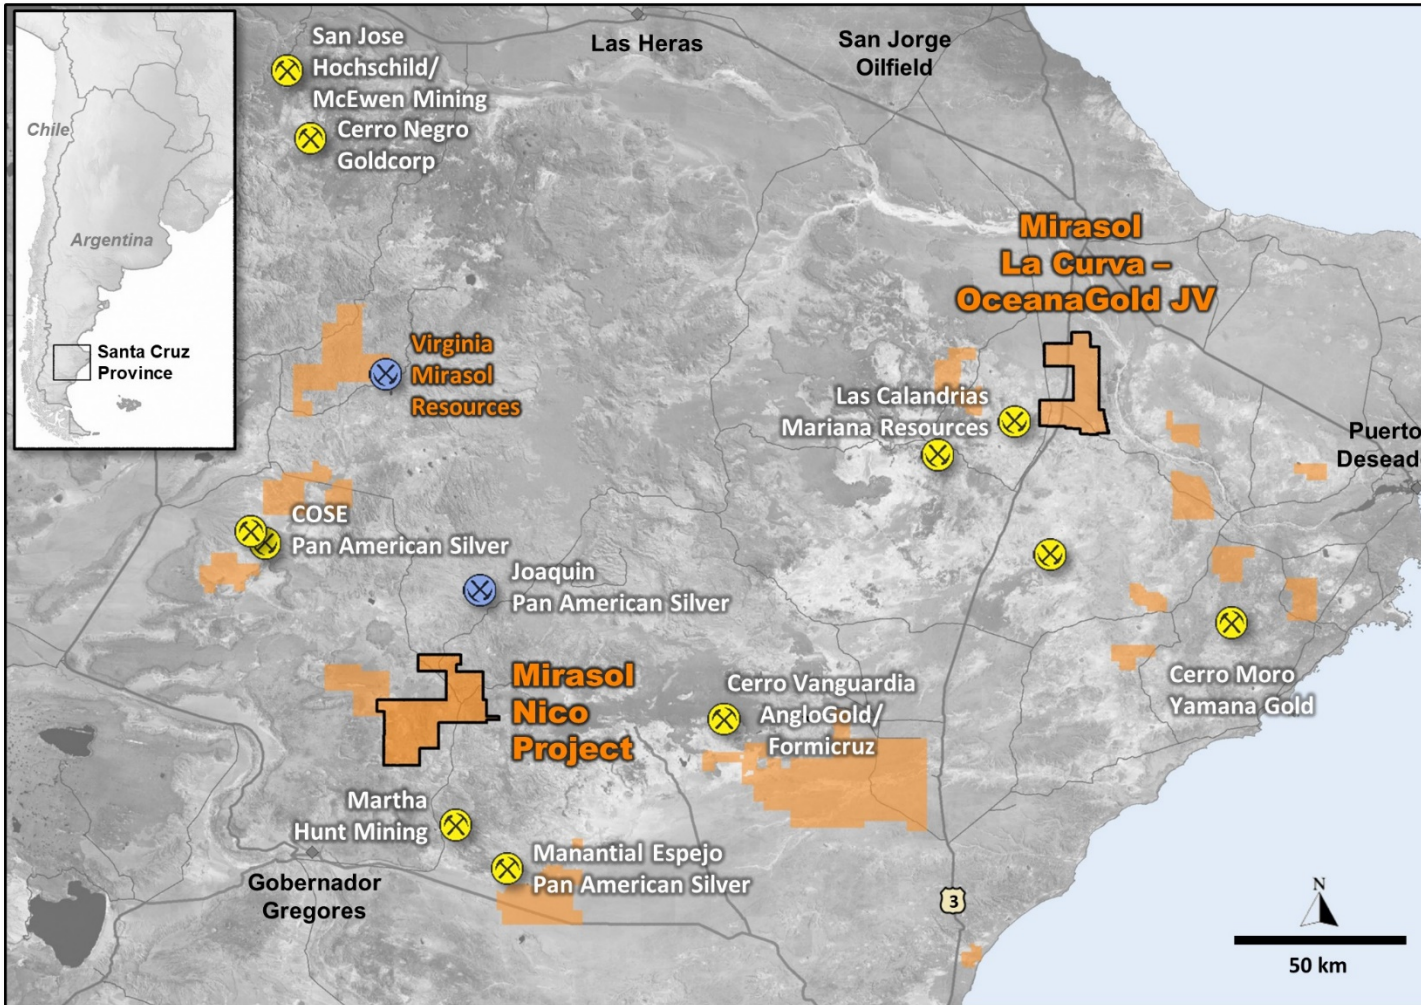 Chile
Argentina
Santa Cruz
Province
San Jose
Hochschild/
McEwen Mining
Cerro Negro
Goldcorp
Las Heras
San Jorge
Oilfield
Mirasol
La Curva –
OceanaGold JV
Virginia
Mirasol
Resources
Las Calandrias
Mariana Resources
Puerto
Desead
COSE
Pan American Silver
Joaquin
Pan American Silver
Mirasol
Nico
Project
Cerro Vanguardia
AngloGold/
Formicruz
Cerro Moro
Yamana Gold
Martha
Hunt Mining
Manantial Espejo
Pan American Silver
Gobernador
Gregores
3
N
50 km